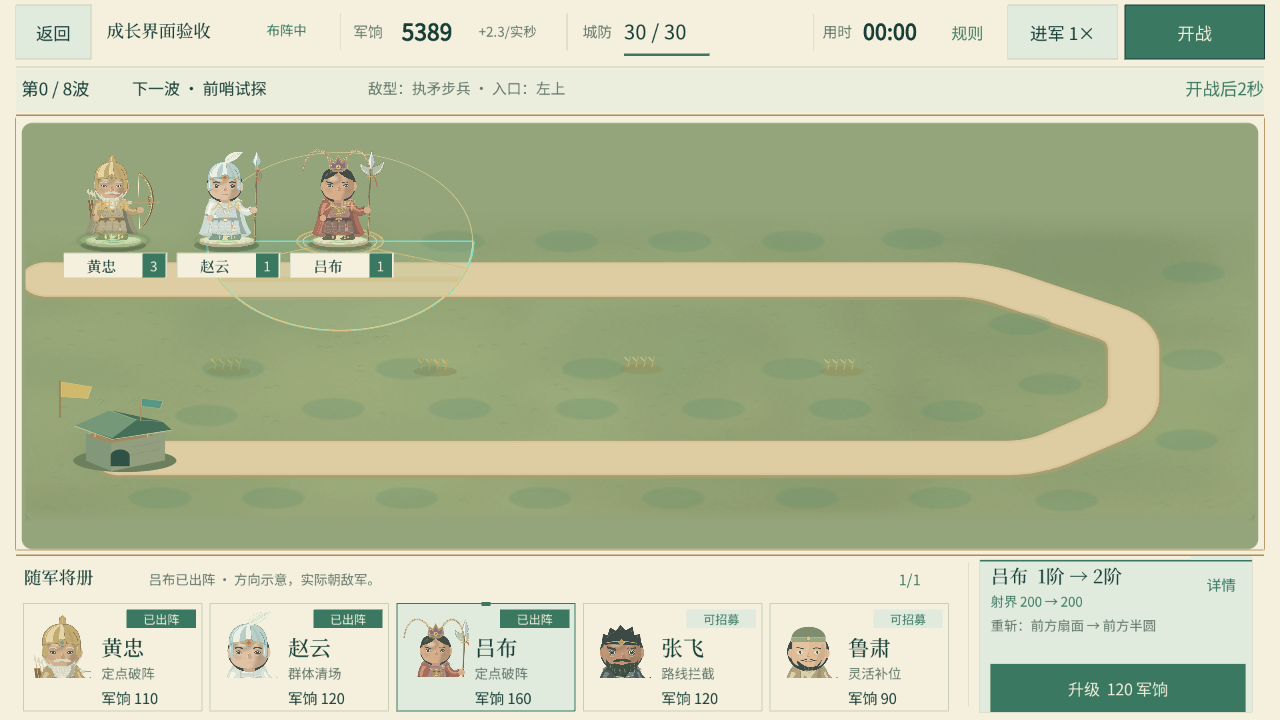 返回
成长界面验收
布阵中
军饷 5389 +2.3/实秒
城防 30 / 30
用时 00:00
规则
进军 1×
开战
第0 / 8波
下一波 · 前哨试探
敌型：执矛步兵 · 入口：左上
开战后2秒
黄忠 3
赵云 1
吕布 1
随军将册
吕布已出阵 · 方向示意，实际朝敌军。
1/1
已出阵
黄忠
定点破阵
军饷 110
已出阵
赵云
群体清场
军饷 120
已出阵
吕布
定点破阵
军饷 160
可招募
张飞
路线拦截
军饷 120
可招募
鲁肃
灵活补位
军饷 90
吕布 1阶 → 2阶
详情
射界 200 → 200
重斩：前方扇面 → 前方半圆
升级 120 军饷